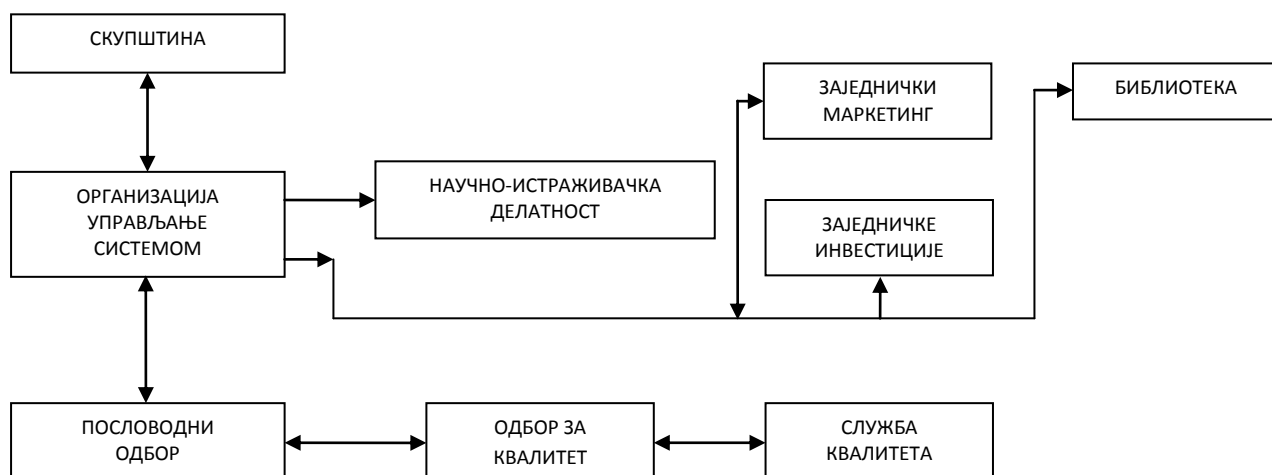 СКУПШТИНА
ЗАЈЕДНИЧКИ
МАРКЕТИНГ
БИБЛИОТЕКА
ОРГАНИЗАЦИЈА
УПРАВЉАЊЕ
СИСТЕМОМ
НАУЧНО-ИСТРАЖИВАЧКА
ДЕЛАТНОСТ
ЗАЈЕДНИЧКЕ
ИНВЕСТИЦИЈЕ
ПОСЛОВОДНИ
ОДБОР
ОДБОР ЗА
КВАЛИТЕТ
СЛУЖБА
КВАЛИТЕТА